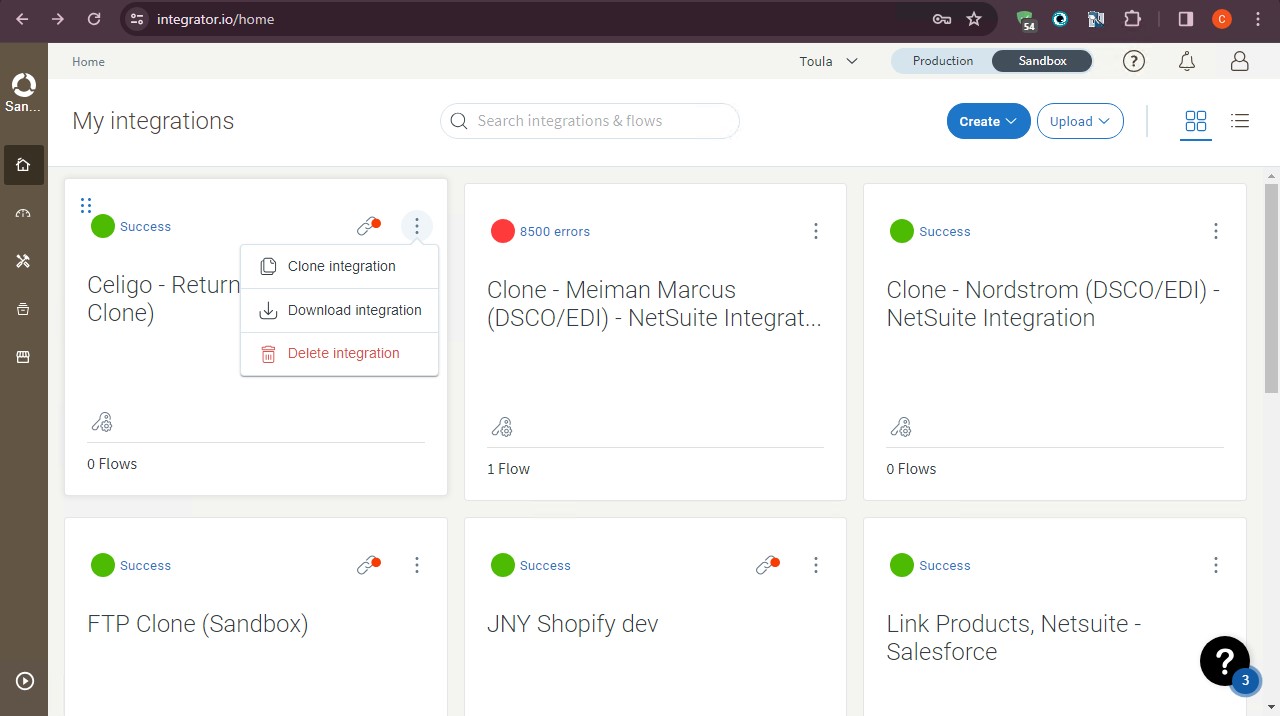 integrator.io/home
54
C
San...
Home
Toula
Production
Sandbox
?
My integrations
Search integrations & flows
Create
Upload
Success
Clone integration
Download integration
Delete integration
Celigo - Return
Clone)
0 Flows
8500 errors
Clone - Meiman Marcus
(DSCO/EDI) - NetSuite Integrat...
1 Flow
Success
Clone - Nordstrom (DSCO/EDI) -
NetSuite Integration
0 Flows
Success
FTP Clone (Sandbox)
Success
JNY Shopify dev
Success
Link Products, Netsuite -
Salesforce
?
3